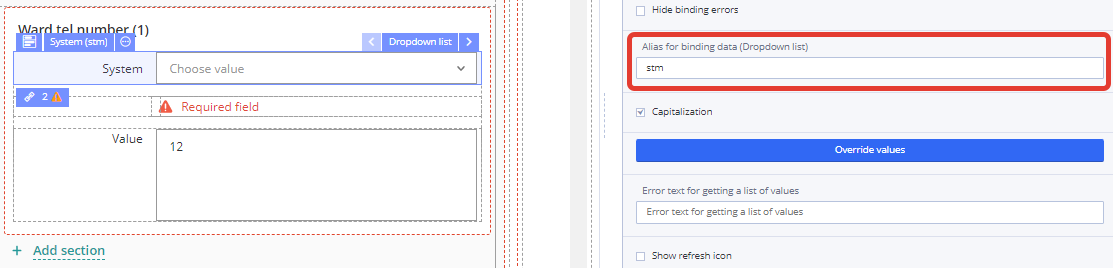 Ward tel number (1)
System (stm)
Dropdown list
System
Choose value
2
Required field
Value
12
+ Add section
Hide binding errors
Alias for binding data (Dropdown list)
stm
Capitalization
Override values
Error text for getting a list of values
Error text for getting a list of values
Show refresh icon